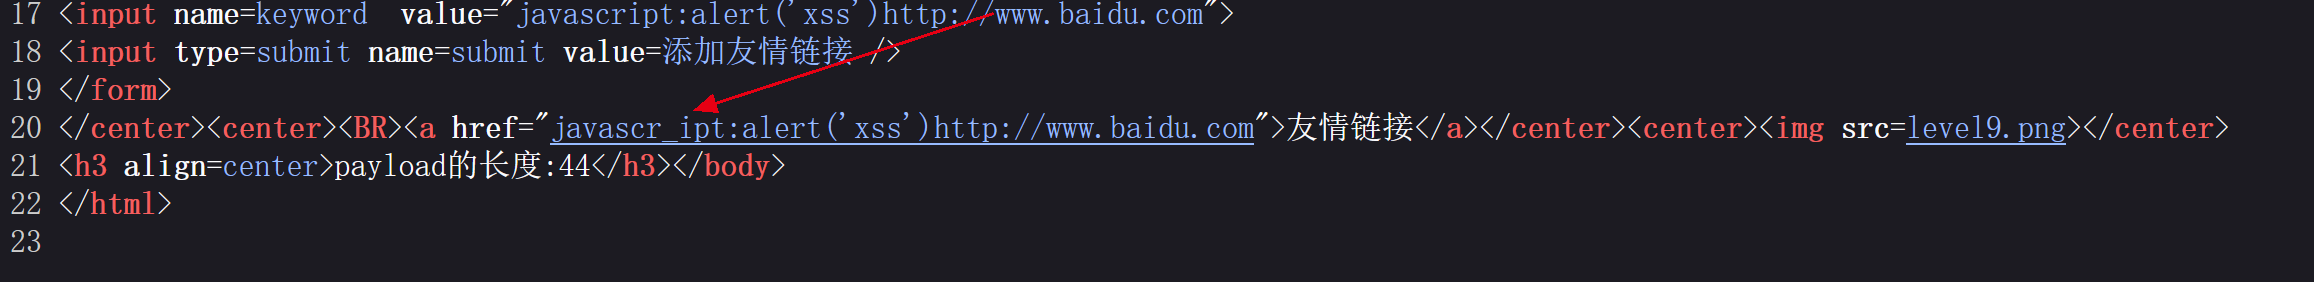 17 <input name=keyword  value="javascript:alert('xss')http://www.baidu.com">
18 <input type=submit name=submit value=添加友情链接 />
19 </form>
20 </center><center><BR><a href="javascr_ipt:alert('xss')http://www.baidu.com">友情链接</a></center><center><img src=level9.png></center>
21 <h3 align=center>payload的长度:44</h3></body>
22 </html>
23